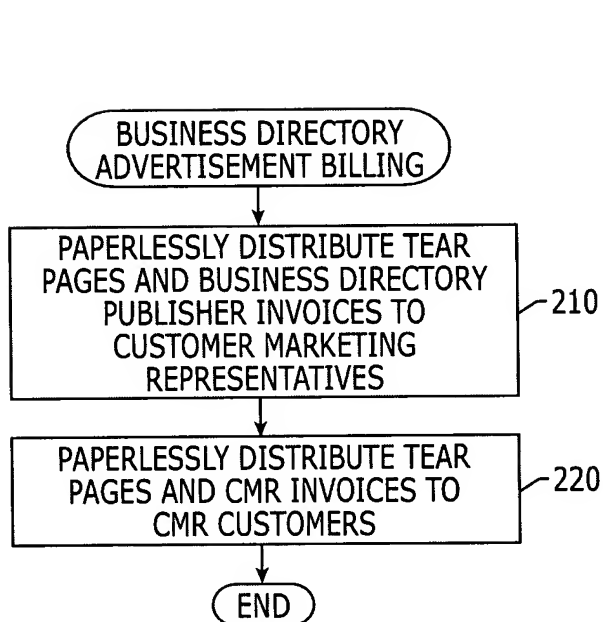 BUSINESS DIRECTORY
ADVERTISEMENT BILLING
PAPERLESSLY DISTRIBUTE TEAR
PAGES AND BUSINESS DIRECTORY
PUBLISHER INVOICES TO
CUSTOMER MARKETING
REPRESENTATIVES
210
PAPERLESSLY DISTRIBUTE TEAR
PAGES AND CMR INVOICES TO
CMR CUSTOMERS
220
END